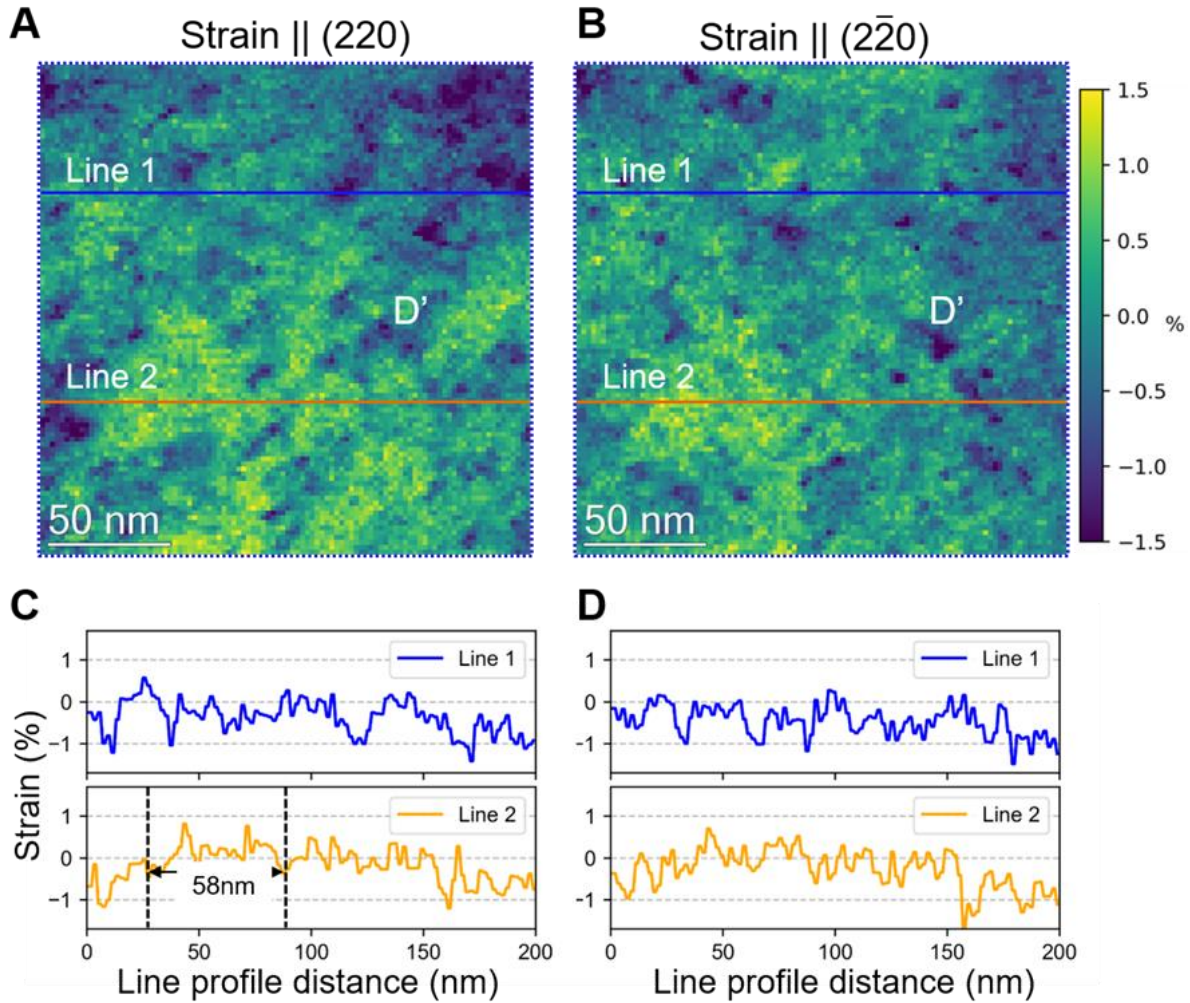 A
Strain || (220)
B
Strain || (22̅0)
Line 1
Line 1
D’
D’
Line 2
Line 2
50 nm
50 nm
1.5
1.0
0.5
0.0
−0.5
−1.0
−1.5
%
C
D
Strain (%)
1
0
−1
Line 1
1
0
−1
Line 1
1
0
−1
Line 2
58nm
1
0
−1
Line 2
0 50 100 150 200
0 50 100 150 200
Line profile distance (nm)
Line profile distance (nm)